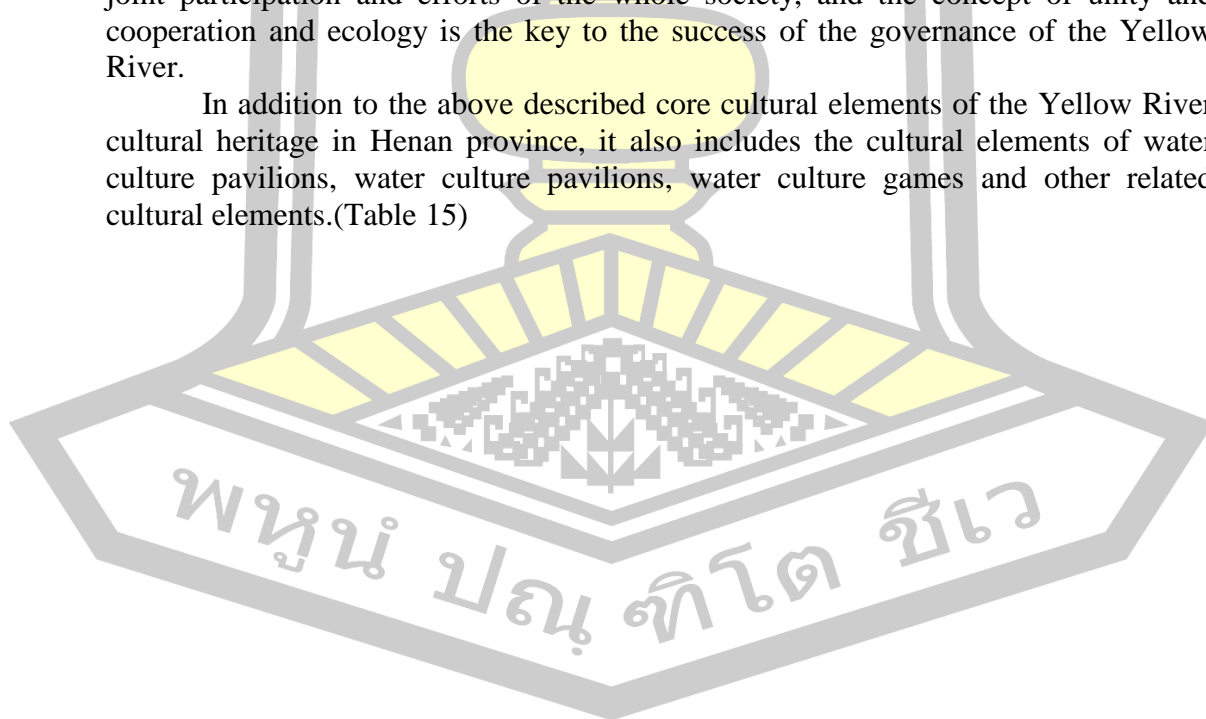 joint participation and efforts of the whole society, and the concept of unity and
cooperation and ecology is the key to the success of the governance of the Yellow
River.
In addition to the above described core cultural elements of the Yellow River
cultural heritage in Henan province, it also includes the cultural elements of water
culture pavilions, water culture pavilions, water culture games and other related
cultural elements.(Table 15)
พหูนํ ปณฺฑิโต ชีเว